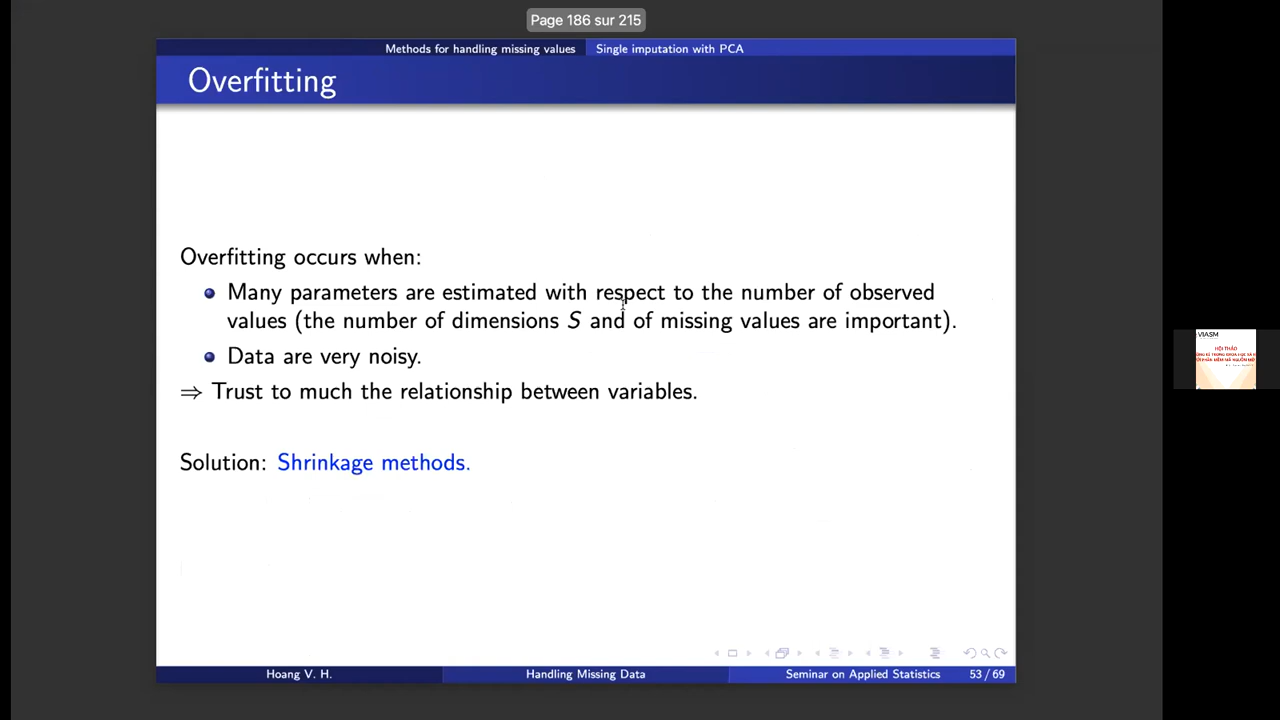 Page 186 sur 215
Methods for handling missing values Single imputation with PCA
Overfitting
Overfitting occurs when:
Many parameters are estimated with respect to the number of observed
values (the number of dimensions S and of missing values are important).
Data are very noisy.
⇒ Trust to much the relationship between variables.
Solution: Shrinkage methods.
Hoang V. H. Handling Missing Data Seminar on Applied Statistics 53 / 69
VIASM
HỘI THẢO